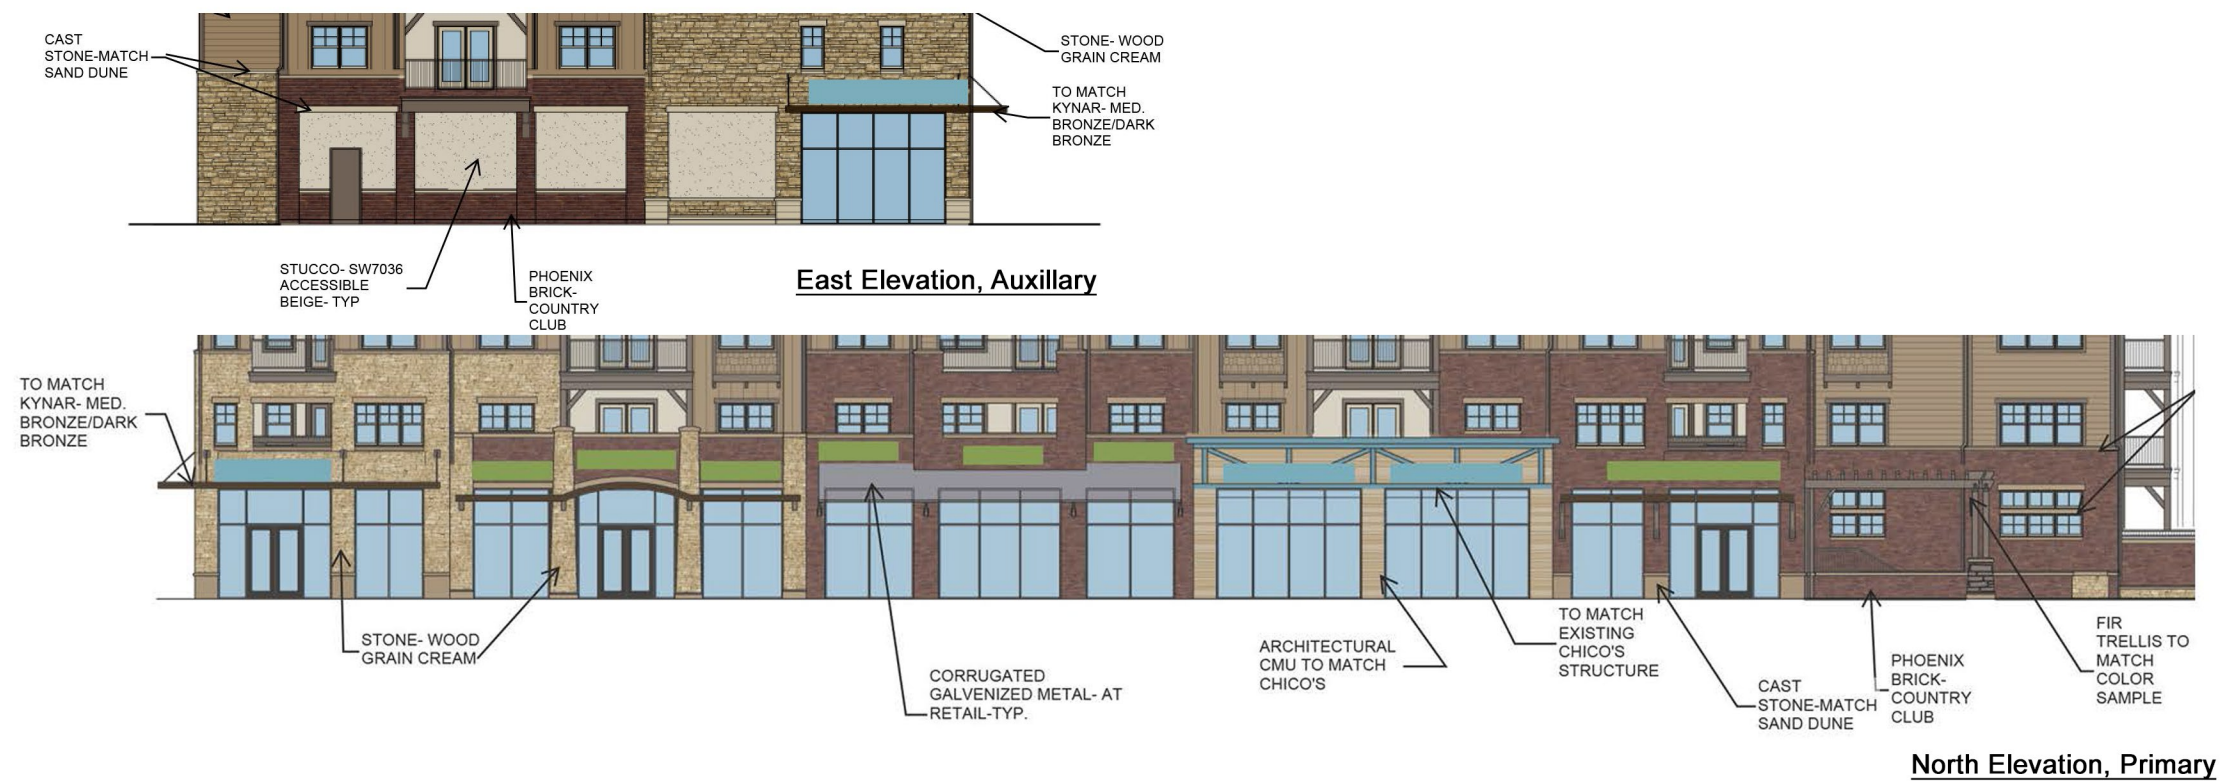 CAST
STONE-MATCH
SAND DUNE
STONE- WOOD
GRAIN CREAM
TO MATCH
KYNAR- MED.
BRONZE/DARK
BRONZE
STUCCO- SW7036
ACCESSIBLE
BEIGE- TYP
PHOENIX
BRICK-
COUNTRY
CLUB
East Elevation, Auxillary
TO MATCH
KYNAR- MED.
BRONZE/DARK
BRONZE
STONE- WOOD
GRAIN CREAM
CORRUGATED
GALVENIZED METAL- AT
RETAIL-TYP.
ARCHITECTURAL
CMU TO MATCH
CHICO'S
TO MATCH
EXISTING
CHICO'S
STRUCTURE
CAST
STONE-MATCH
SAND DUNE
PHOENIX
BRICK-
COUNTRY
CLUB
FIR
TRELLIS TO
MATCH
COLOR
SAMPLE
North Elevation, Primary